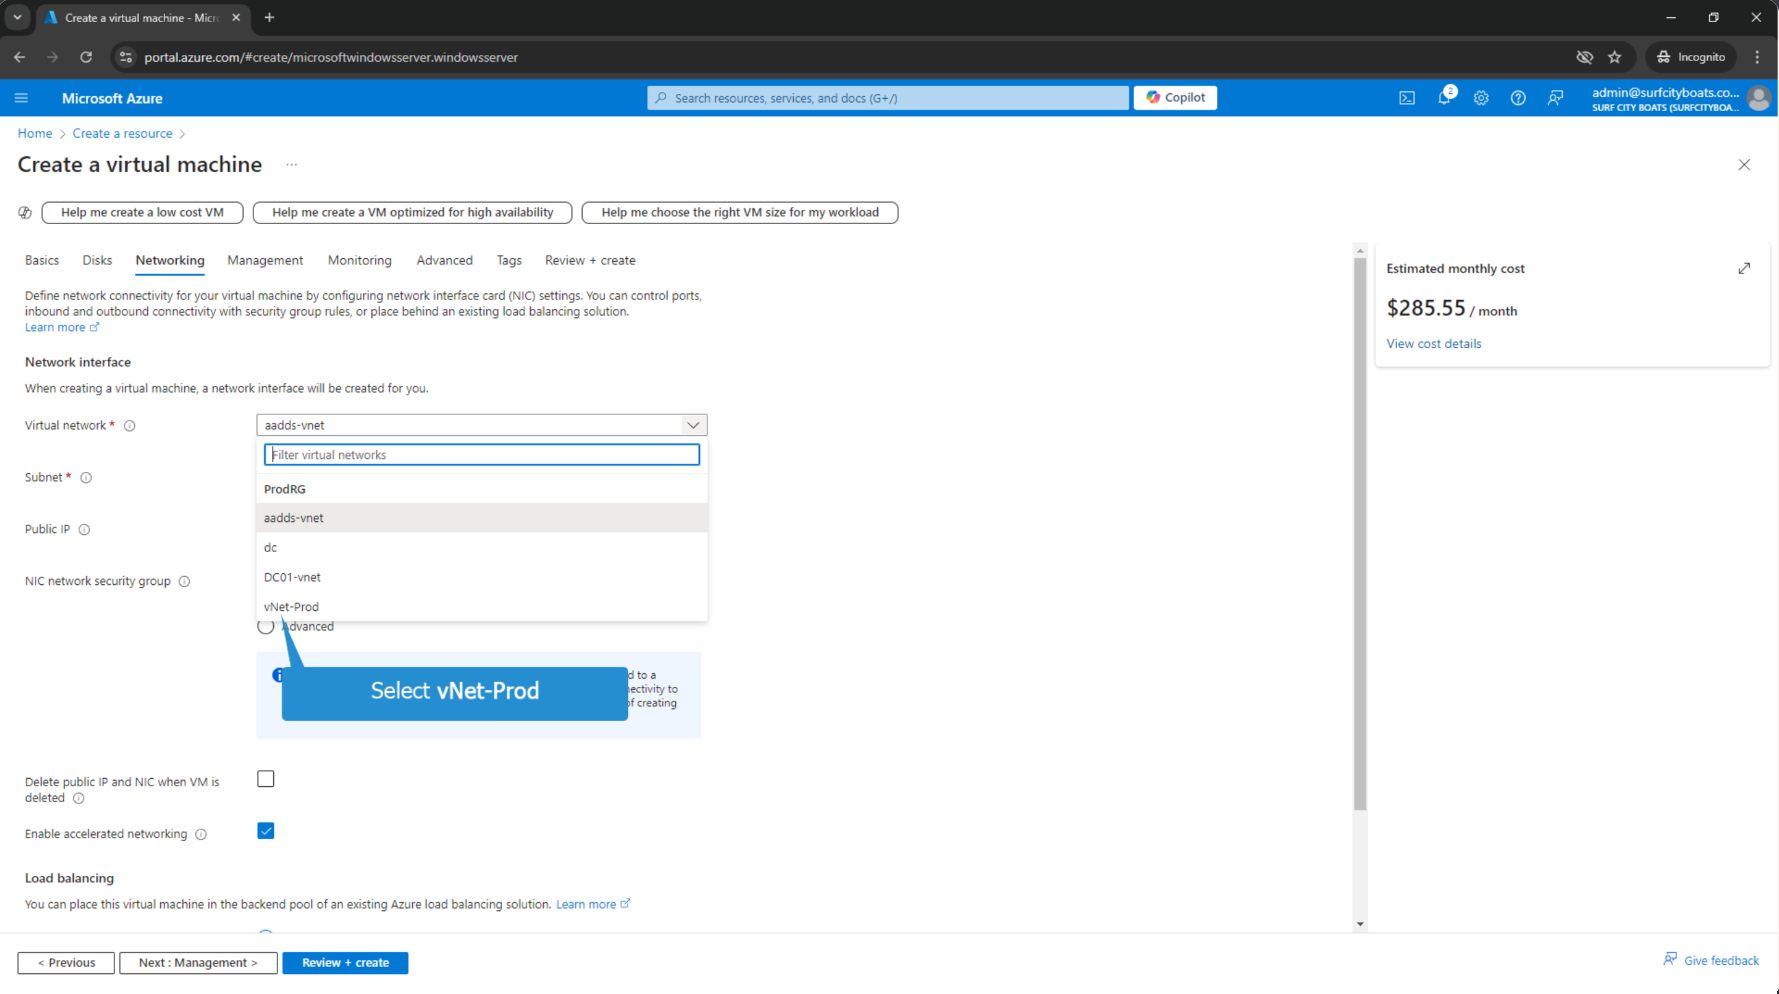 Create a virtual machine - Micr
portal.azure.com/#create/microsoftwindowsserver.windowsserver
Incognito
Microsoft Azure
Search resources, services, and docs (G+/)
Copilot
2
admin@surfcityboats.co...
SURF CITY BOATS (SURFCITYBOA...
Home > Create a resource >
Create a virtual machine ...
Help me create a low cost VM
Help me create a VM optimized for high availability
Help me choose the right VM size for my workload
Basics Disks Networking Management Monitoring Advanced Tags Review + create
Define network connectivity for your virtual machine by configuring network interface card (NIC) settings. You can control ports,
inbound and outbound connectivity with security group rules, or place behind an existing load balancing solution.
Learn more
Estimated monthly cost
$285.55 / month
View cost details
Network interface
When creating a virtual machine, a network interface will be created for you.
Virtual network *
aadds-vnet
Filter virtual networks
Subnet *
ProdRG
aadds-vnet
Public IP
dc
NIC network security group
DC01-vnet
vNet-Prod
Advanced
Select vNet-Prod
d to a
ectivity to
of creating
Delete public IP and NIC when VM is
deleted
Enable accelerated networking
Load balancing
You can place this virtual machine in the backend pool of an existing Azure load balancing solution. Learn more
< Previous
Next : Management >
Review + create
Give feedback